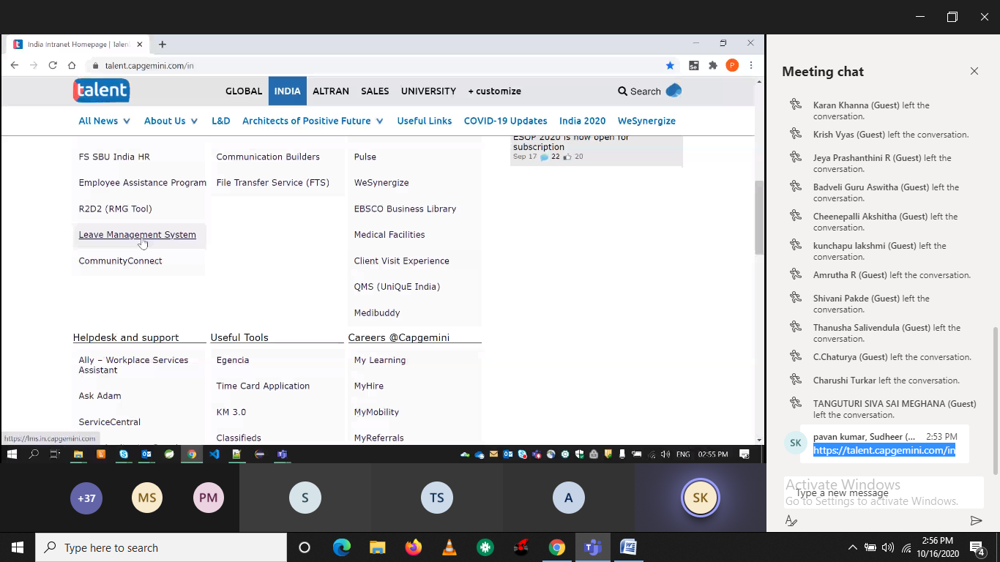 India Intranet Homepage | Talen
talent.capgemini.com/in
talent
GLOBAL INDIA ALTRAN SALES UNIVERSITY + customize Search
All News About Us L&D Architects of Positive Future Useful Links COVID-19 Updates India 2020 WeSynergize
ESOP 2020 is now open for
subscription
Sep 17 22 20
FS SBU India HR
Employee Assistance Program
R2D2 (RMG Tool)
Leave Management System
CommunityConnect
Communication Builders
File Transfer Service (FTS)
Pulse
WeSynergize
EBSCO Business Library
Medical Facilities
Client Visit Experience
QMS (UniQuE India)
Medibuddy
Helpdesk and support
Ally – Workplace Services
Assistant
Ask Adam
ServiceCentral
Useful Tools
Egencia
Time Card Application
KM 3.0
Classifieds
Careers @Capgemini
My Learning
MyHire
MyMobility
MyReferrals
https://lms.in.capgemini.com
ENG 02:55 PM
+37 MS PM S TS A SK
Meeting chat
Karan Khanna (Guest) left the
conversation.
Krish Vyas (Guest) left the conversation.
Jeya Prashanthini R (Guest) left the
conversation.
Badveli Guru Aswitha (Guest) left the
conversation.
Cheenepalli Akshitha (Guest) left the
conversation.
kunchapu lakshmi (Guest) left the
conversation.
Amrutha R (Guest) left the conversation.
Shivani Pakde (Guest) left the
conversation.
Thanusha Salivendula (Guest) left the
conversation.
C.Chaturya (Guest) left the conversation.
Charushi Turkar left the conversation.
TANGUTURI SIVA SAI MEGHANA (Guest)
left the conversation.
SK
pavan kumar, Sudheer (... 2:53 PM
https://talent.capgemini.com/in
Activate Windows
Type a new message
Go to Settings to activate Windows.
Type here to search
2:56 PM
10/16/2020
4